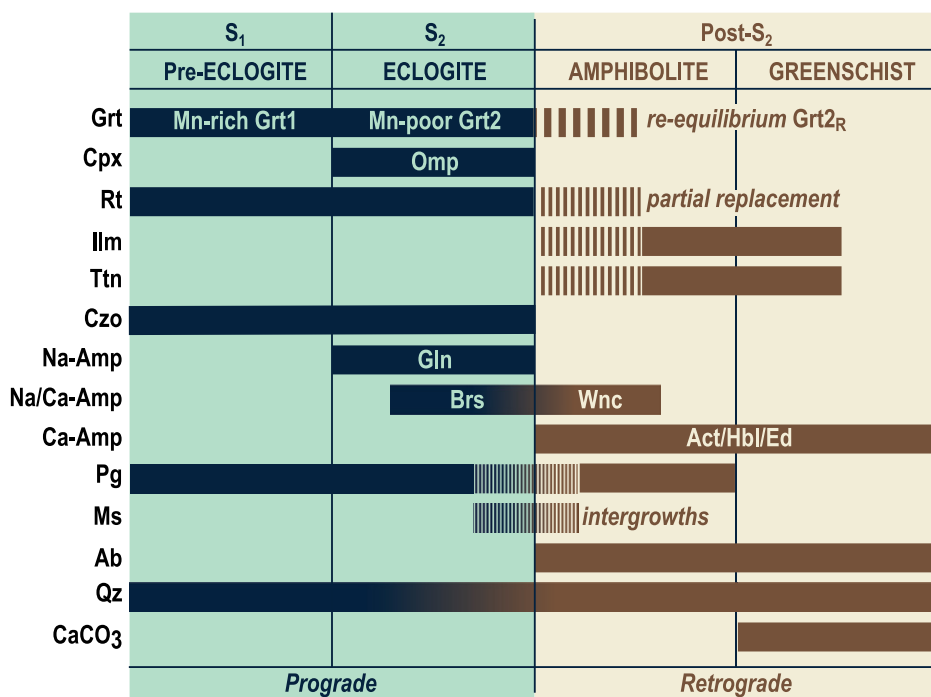 S₁ S₂ Post-S₂
Pre-ECLOGITE ECLOGITE AMPHIBOLITE GREENSCHIST
Grt Mn-rich Grt1 Mn-poor Grt2 re-equilibrium Grt2R
Cpx Omp
Rt partial replacement
Ilm
Ttn
Czo
Na-Amp Gln
Na/Ca-Amp Brs Wnc
Ca-Amp Act/Hbl/Ed
Pg
Ms intergrowths
Ab
Qz
CaCO₃
Prograde Retrograde